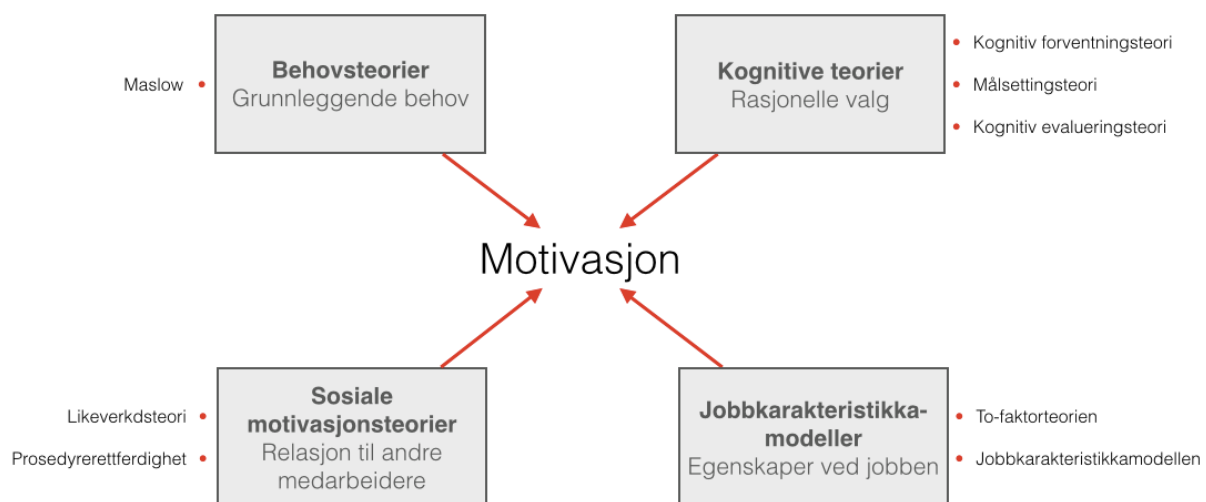 Maslow
Behovsteorier
Grunnleggende behov
Kognitive teorier
Rasjonelle valg
Kognitiv forventningsteori
Målsettingsteori
Kognitiv evalueringsteori
Motivasjon
Likeverkdsteori
Prosedyrerettferdighet
Sosiale
motivasjonsteorier
Relasjon til andre
medarbeidere
Jobbkarakteristikka-
modeller
Egenskaper ved jobben
To-faktorteorien
Jobbkarakteristikkamodellen